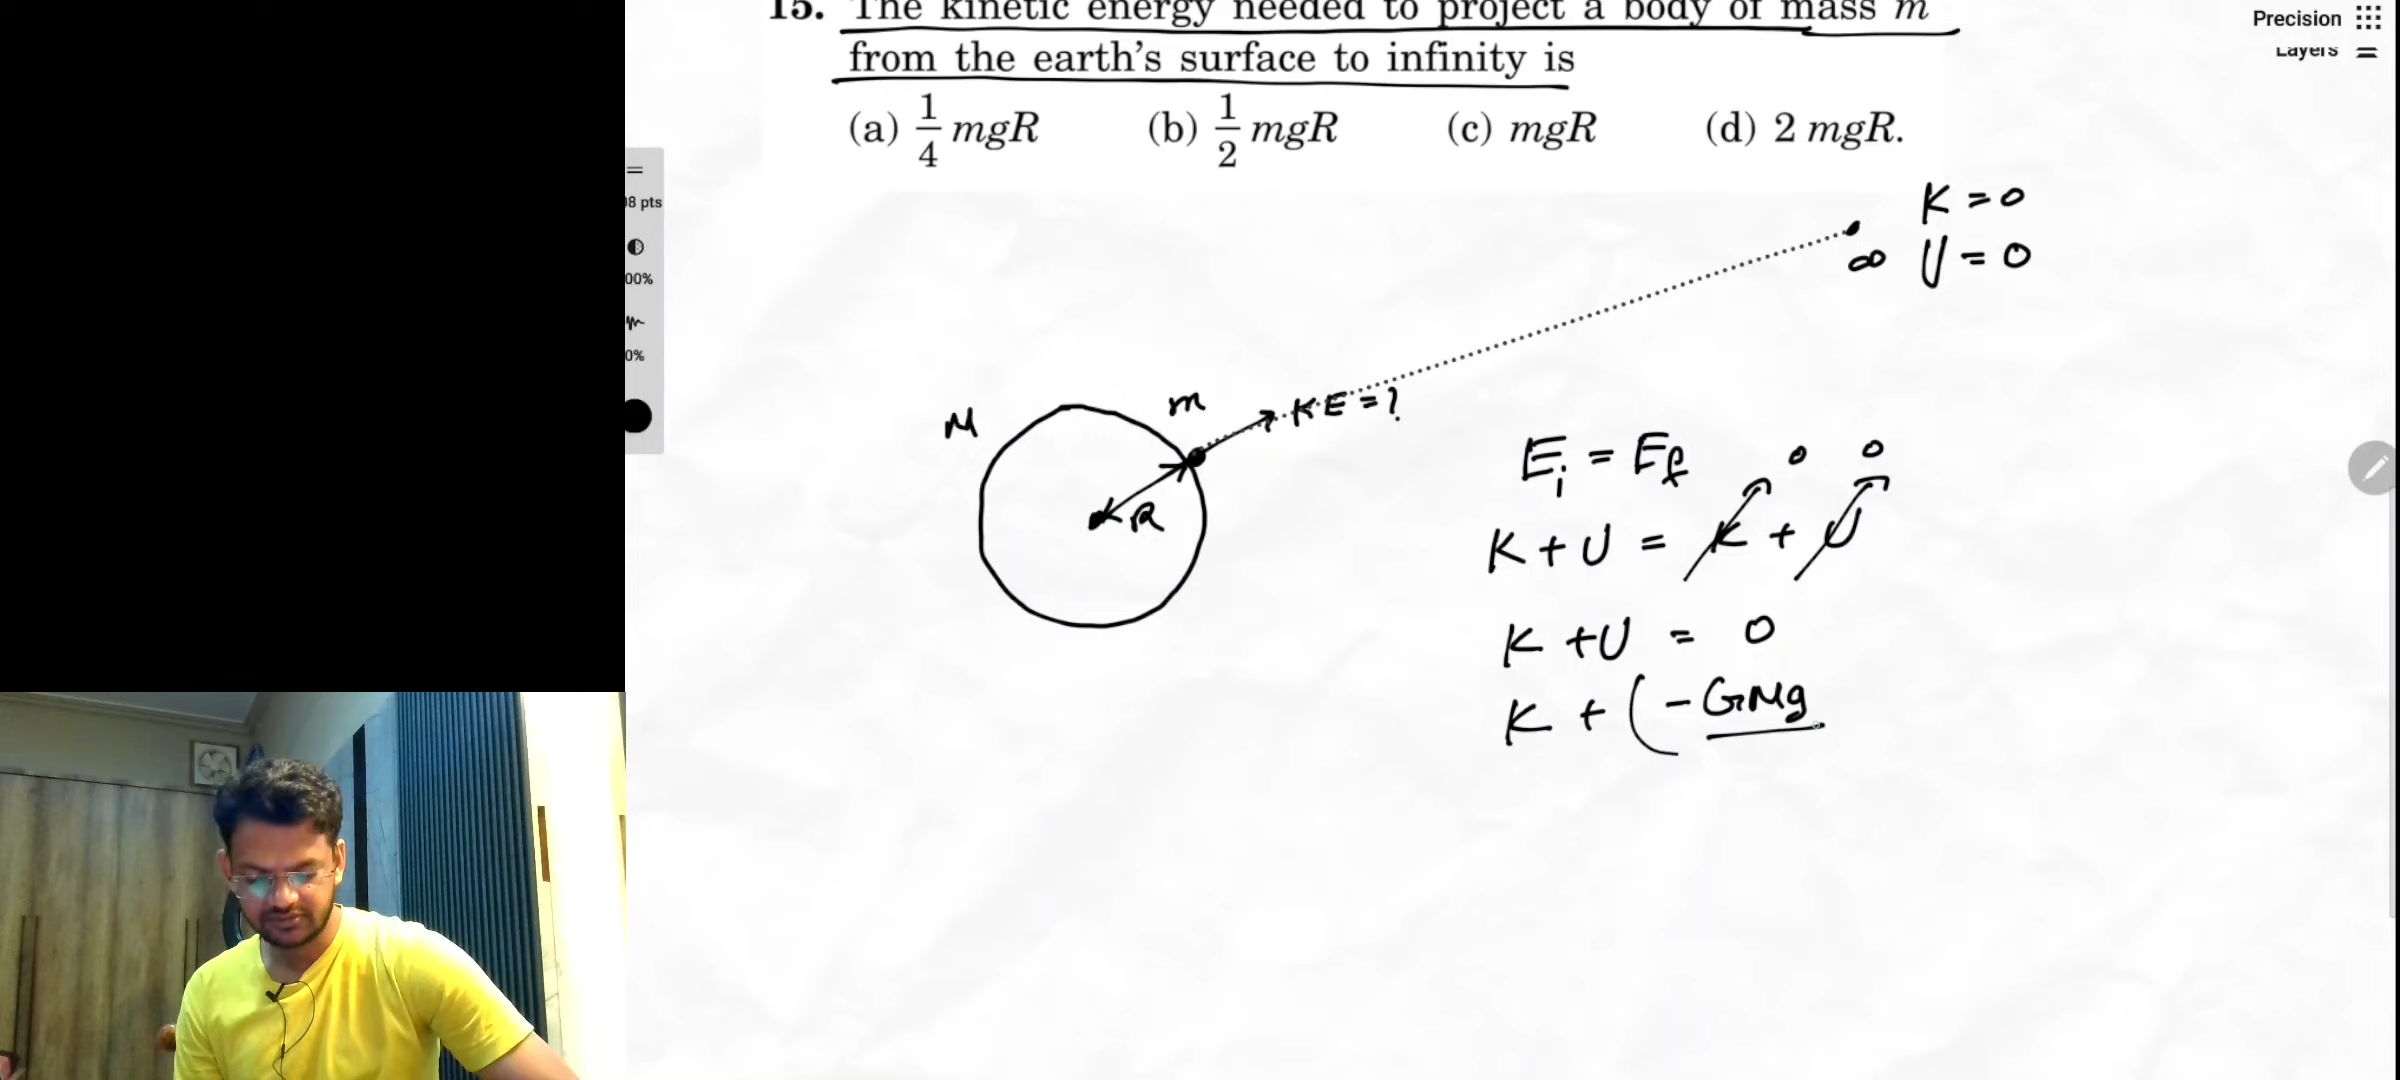 15. The kinetic energy needed to project a body of mass m
from the earth's surface to infinity is
(a) 1/4 mgR (b) 1/2 mgR (c) mgR (d) 2 mgR.
Precision
Layers
8 pts
00%
0%
K = 0
∞ U = 0
M
m
KE = ?
R
Ei = Ef
0 0
K + U = K + U
K + U = 0
K + ( - GMg